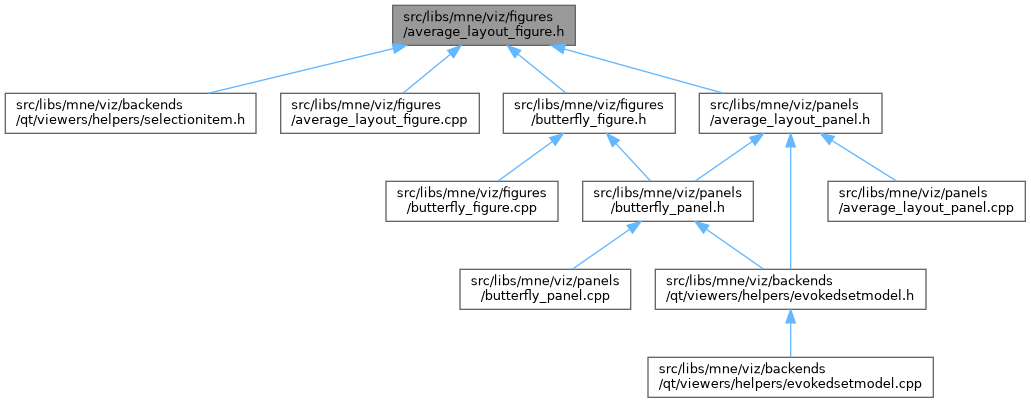 src/libs/mne/viz/figures
/average_layout_figure.h
src/libs/mne/viz/backends
/qt/viewers/helpers/selectionitem.h
src/libs/mne/viz/figures
/average_layout_figure.cpp
src/libs/mne/viz/figures
/butterfly_figure.h
src/libs/mne/viz/panels
/average_layout_panel.h
src/libs/mne/viz/figures
/butterfly_figure.cpp
src/libs/mne/viz/panels
/butterfly_panel.h
src/libs/mne/viz/panels
/average_layout_panel.cpp
src/libs/mne/viz/panels
/butterfly_panel.cpp
src/libs/mne/viz/backends
/qt/viewers/helpers/evokedsetmodel.h
src/libs/mne/viz/backends
/qt/viewers/helpers/evokedsetmodel.cpp